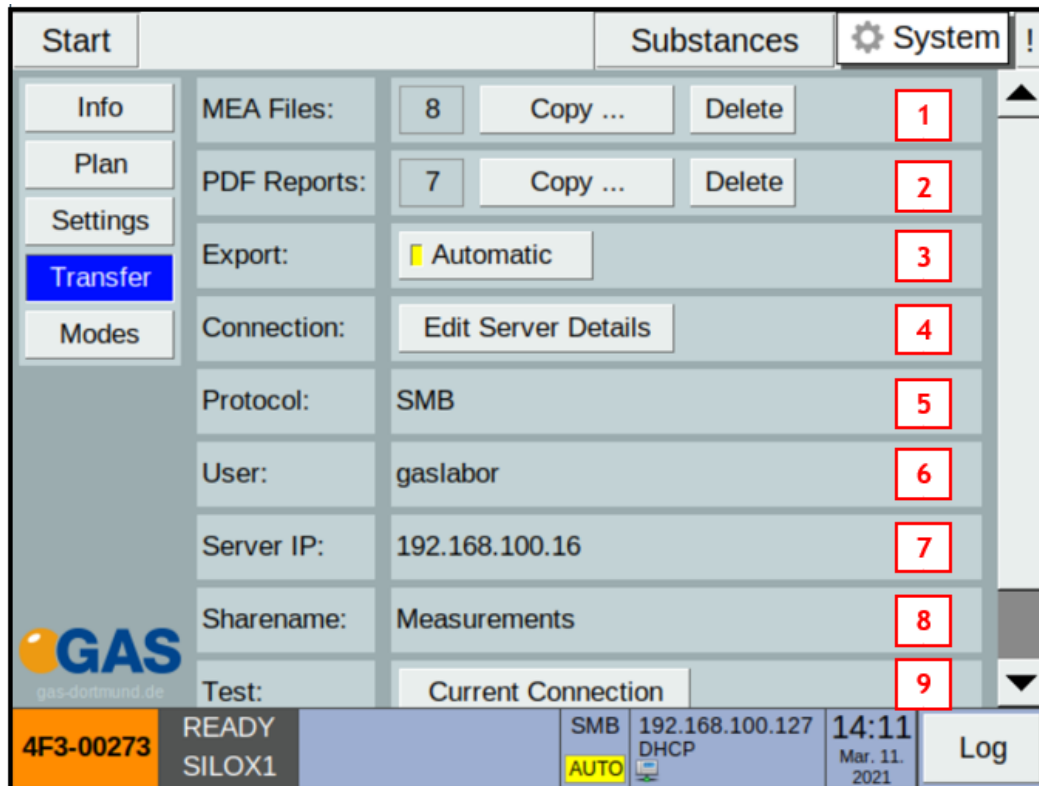 Start Substances System !
Info
Plan
Settings
Transfer
Modes
MEA Files: 8 Copy ... Delete 1
PDF Reports: 7 Copy ... Delete 2
Export: Automatic 3
Connection: Edit Server Details 4
Protocol: SMB 5
User: gaslabor 6
Server IP: 192.168.100.16 7
Sharename: Measurements 8
Test: Current Connection 9
GAS
gas-dortmund.de
4F3-00273
READY
SILOX1
SMB
AUTO
192.168.100.127
DHCP
14:11
Mar. 11.
2021
Log